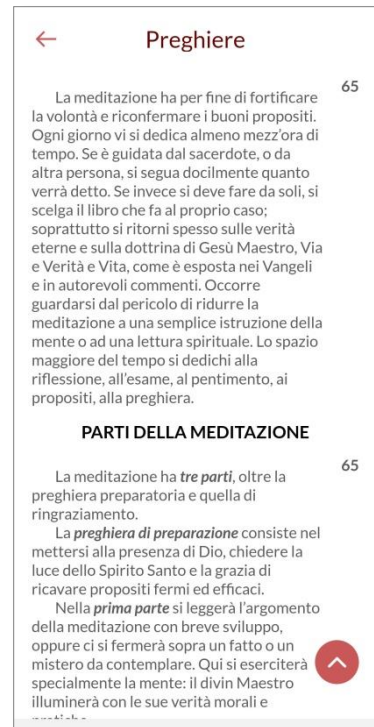 Preghiere
65
La meditazione ha per fine di fortificare
la volontà e riconfermare i buoni propositi.
Ogni giorno vi si dedica almeno mezz’ora di
tempo. Se è guidata dal sacerdote, o da
altra persona, si segua docilmente quanto
verrà detto. Se invece si deve fare da soli, si
scelga il libro che fa al proprio caso;
soprattutto si ritorni spesso sulle verità
eterne e sulla dottrina di Gesù Maestro, Via
e Verità e Vita, come è esposta nei Vangeli
e in autorevoli commenti. Occorre
guardarsi dal pericolo di ridurre la
meditazione a una semplice istruzione della
mente o ad una lettura spirituale. Lo spazio
maggiore del tempo si dedichi alla
riflessione, all’esame, al pentimento, ai
propositi, alla preghiera.
PARTI DELLA MEDITAZIONE
65
La meditazione ha tre parti, oltre la
preghiera preparatoria e quella di
ringraziamento.
La preghiera di preparazione consiste nel
mettersi alla presenza di Dio, chiedere la
luce dello Spirito Santo e la grazia di
ricavare propositi fermi ed efficaci.
Nella prima parte si leggerà l’argomento
della meditazione con breve sviluppo,
oppure ci si fermerà sopra un fatto o un
mistero da contemplare. Qui si eserciterà
specialmente la mente: il divin Maestro
illuminerà con le sue verità morali e